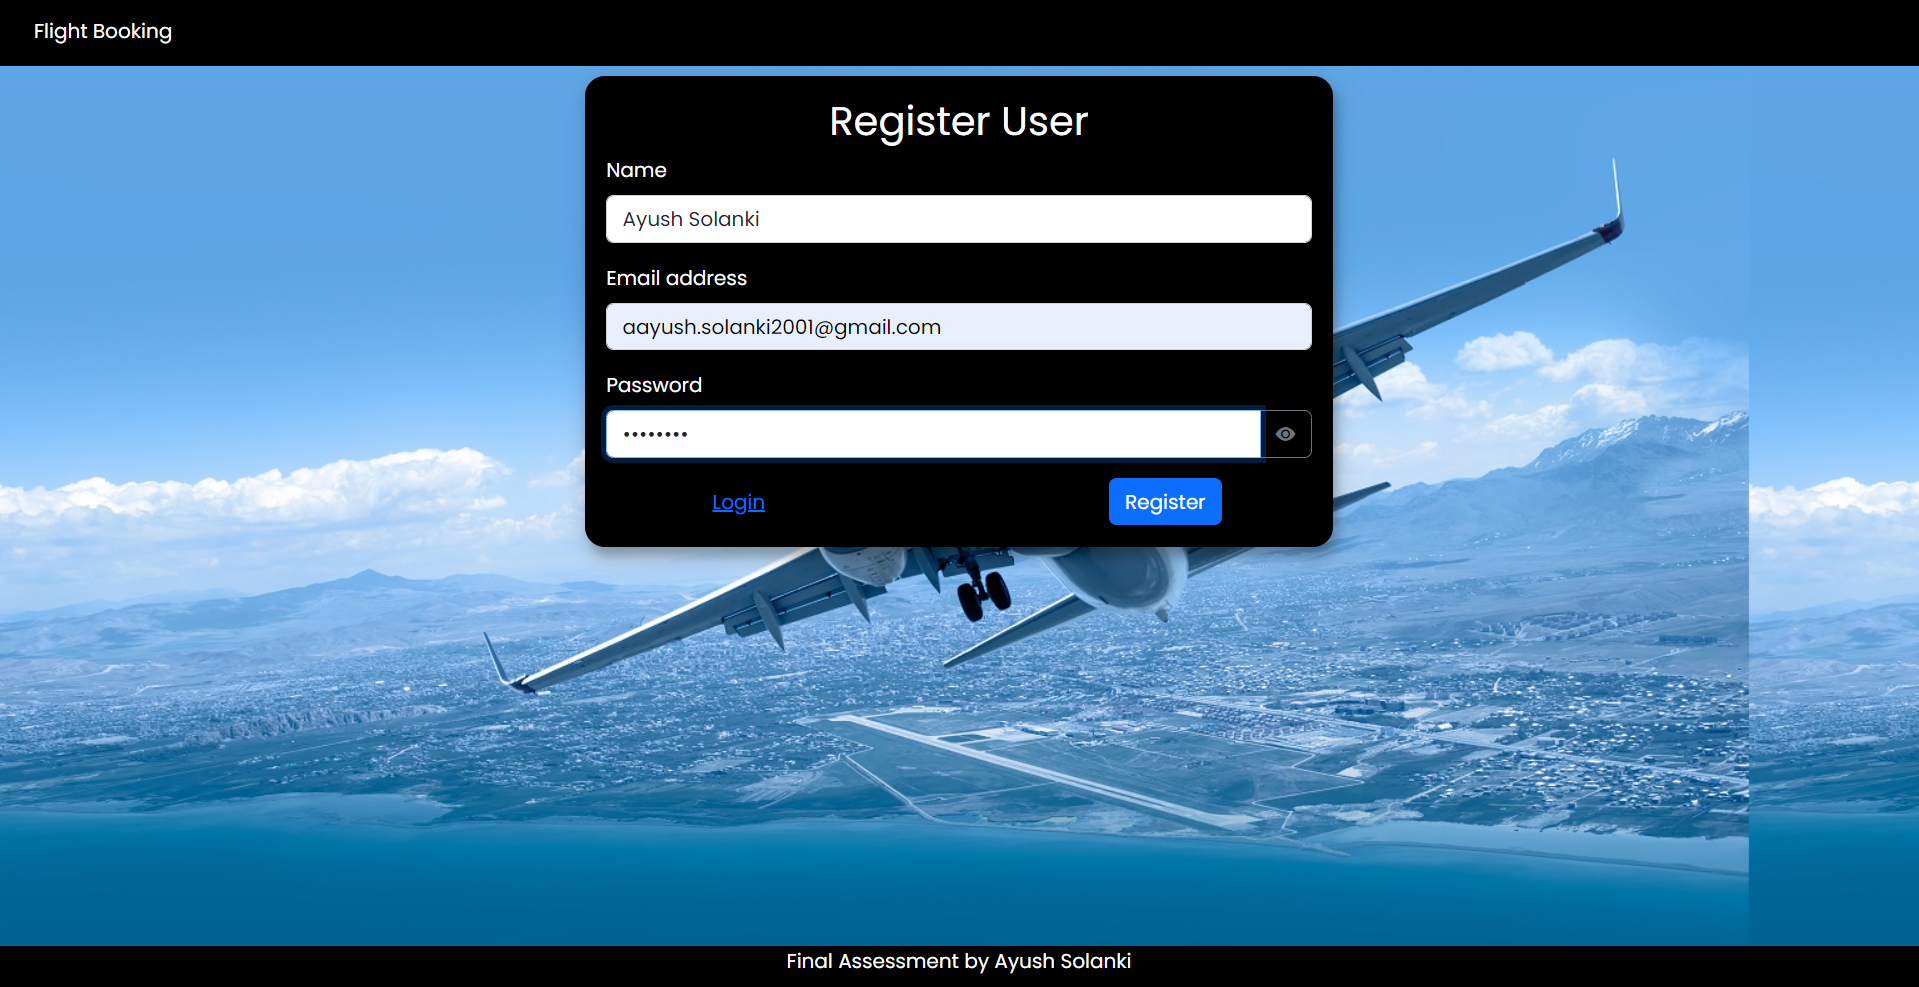 Flight Booking
Register User
Name
Ayush Solanki
Email address
aayush.solanki2001@gmail.com
Password
••••••••
Login
Register
Final Assessment by Ayush Solanki